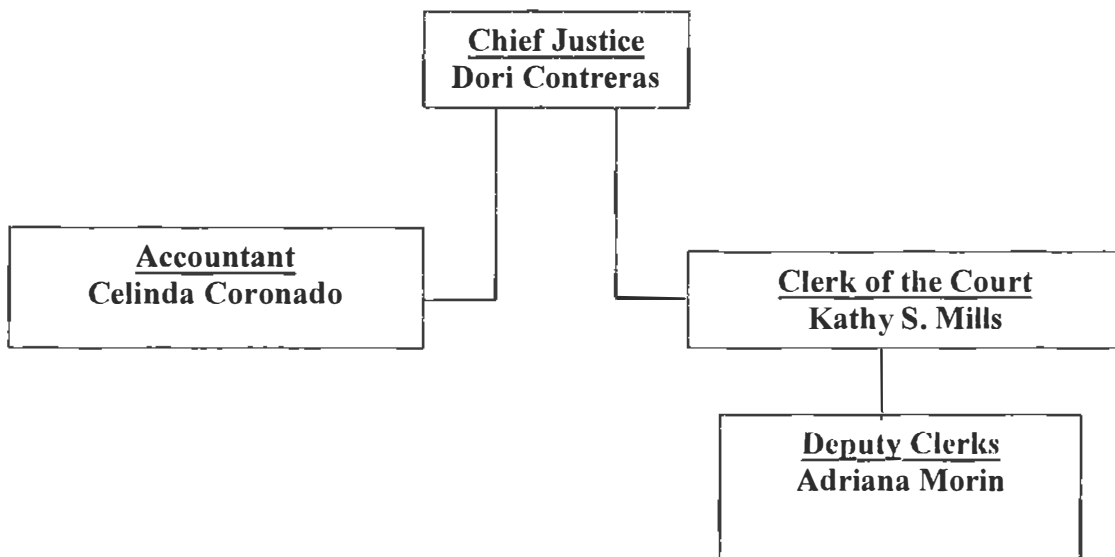 Chief Justice
Dori Contreras
Accountant
Celinda Coronado
Clerk of the Court
Kathy S. Mills
Deputy Clerks
Adriana Morin